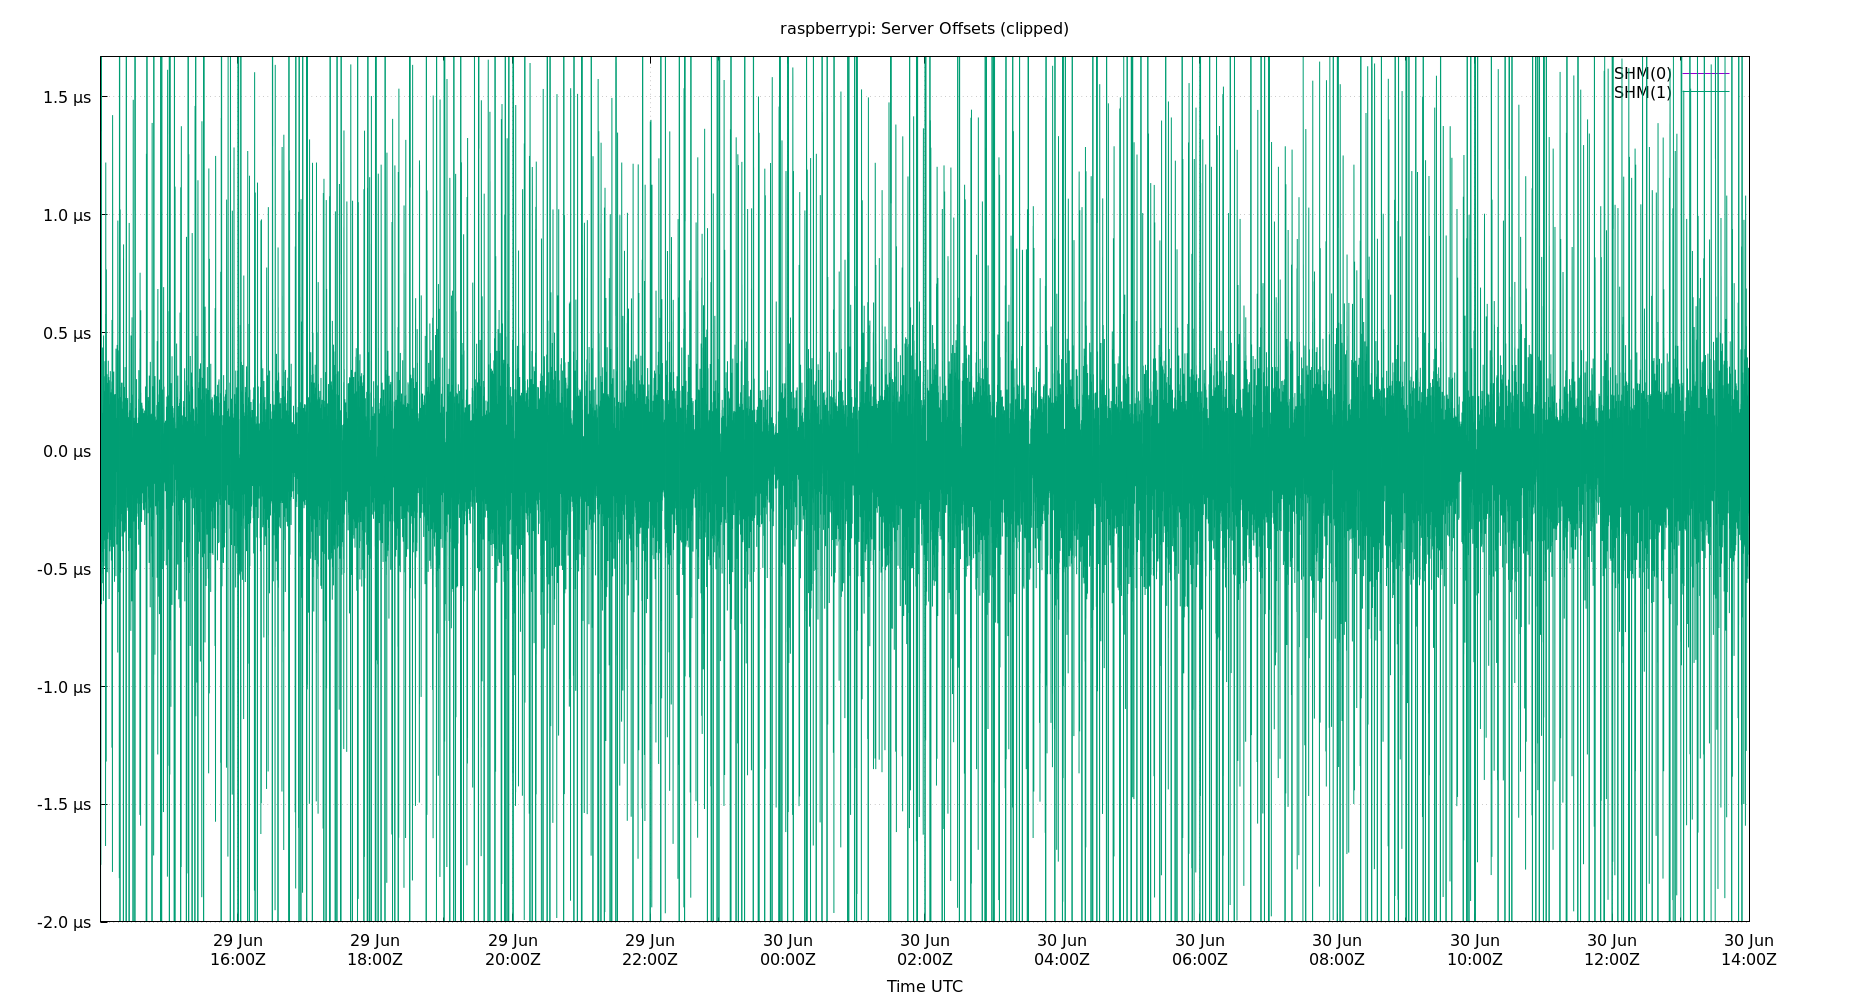 raspberrypi: Server Offsets (clipped)
SHM(0)
SHM(1)
1.5 µs
1.0 µs
0.5 µs
0.0 µs
-0.5 µs
-1.0 µs
-1.5 µs
-2.0 µs
29 Jun 29 Jun 29 Jun 29 Jun 30 Jun 30 Jun 30 Jun 30 Jun 30 Jun 30 Jun 30 Jun 30 Jun
16:00Z 18:00Z 20:00Z 22:00Z 00:00Z 02:00Z 04:00Z 06:00Z 08:00Z 10:00Z 12:00Z 14:00Z
Time UTC